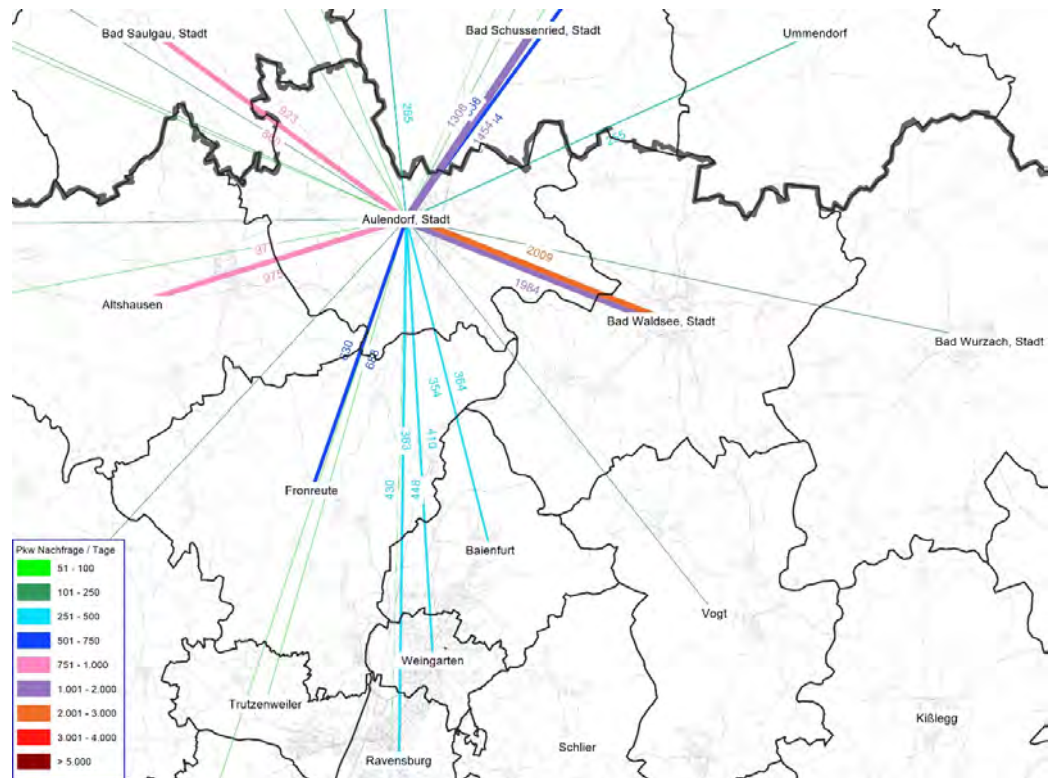 Bad Saulgau, Stadt
Bad Schussenried, Stadt
Ummendorf
923
265
1308
Aulendorf, Stadt
975
2009
1984
Altshausen
Bad Waldsee, Stadt
Bad Wurzach, Stadt
630
354
364
383
419
430
448
Fronreute
Baienfurt
Vogt
Weingarten
Trutzenweiler
Ravensburg
Schlier
Kißlegg
Pkw Nachfrage / Tage
51 - 100
101 - 250
251 - 500
501 - 750
751 - 1.000
1.001 - 2.000
2.001 - 3.000
3.001 - 4.000
> 5.000